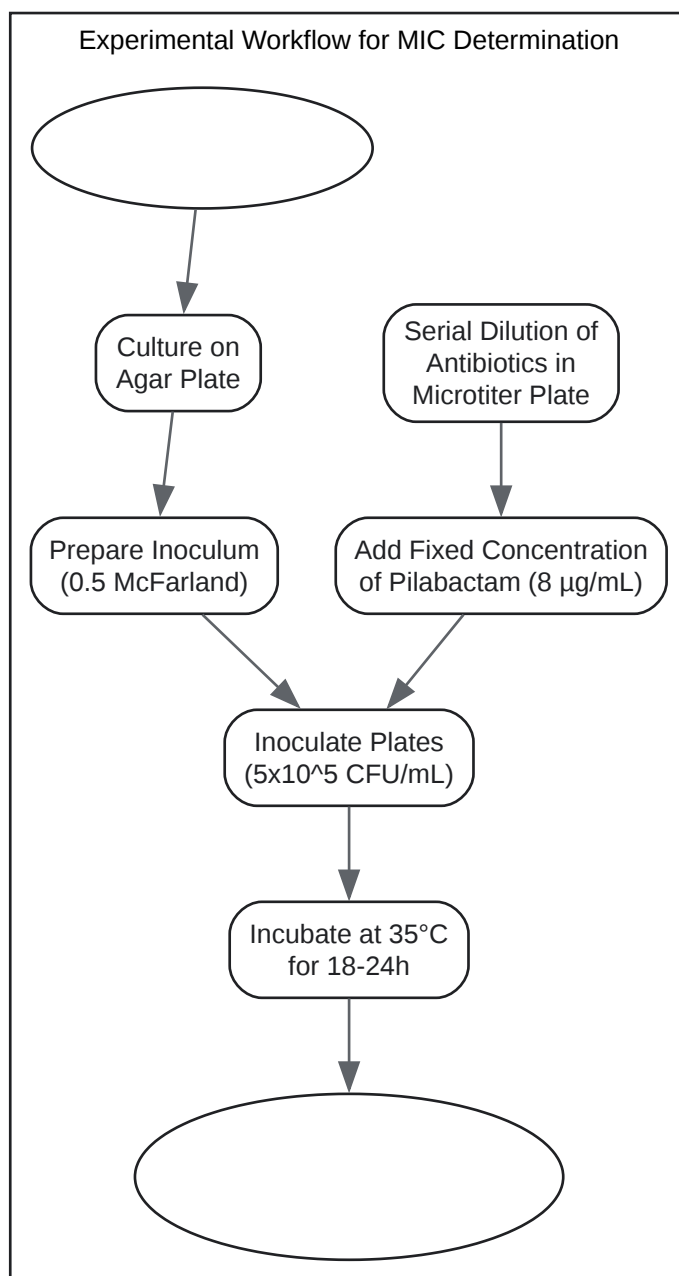 Experimental Workflow for MIC Determination
Culture on
Agar Plate
Serial Dilution of
Antibiotics in
Microtiter Plate
Prepare Inoculum
(0.5 McFarland)
Add Fixed Concentration
of Pilabactam (8 µg/mL)
Inoculate Plates
(5x10^5 CFU/mL)
Incubate at 35°C
for 18-24h